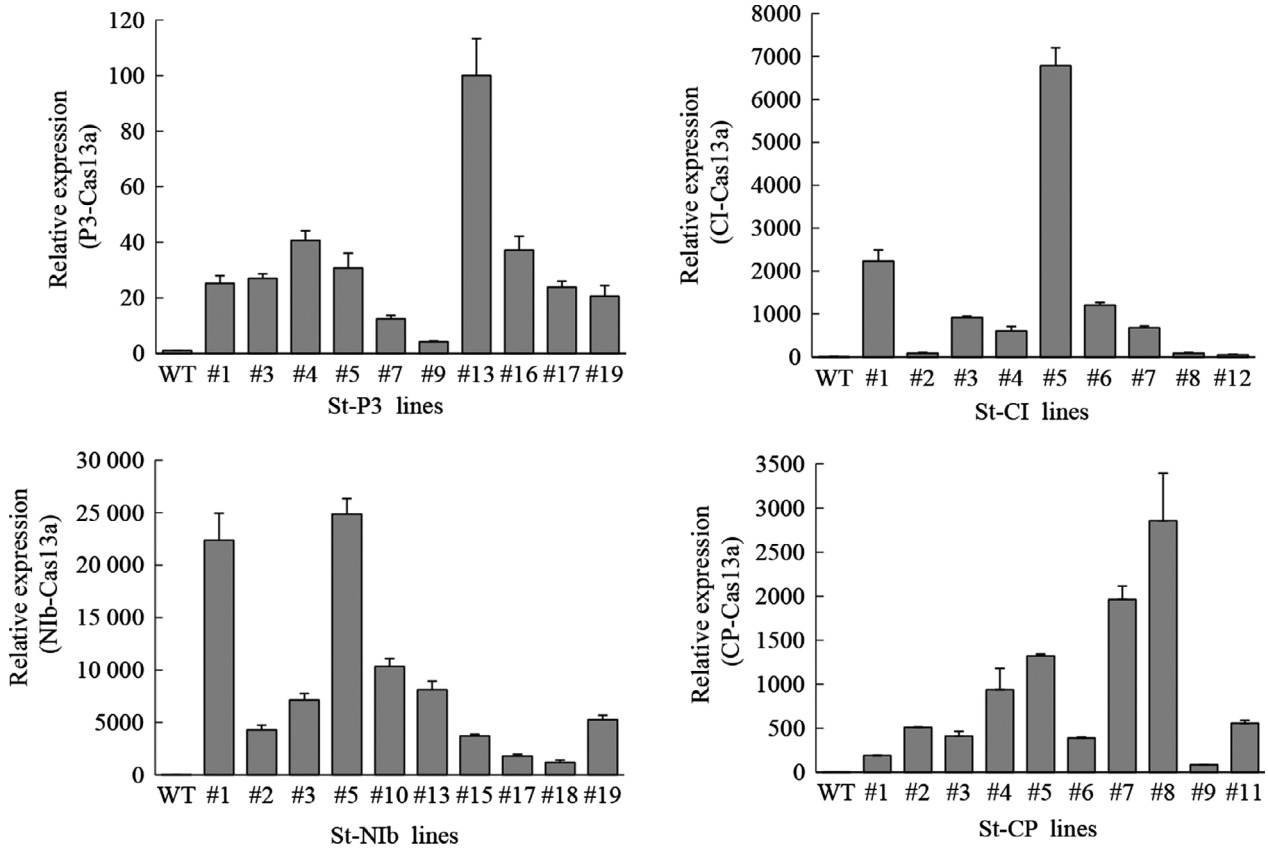 Relative expression
(P3-Cas13a)
120
100
80
60
40
20
0
WT #1 #3 #4 #5 #7 #9 #13 #16 #17 #19
St-P3 lines
Relative expression
(CI-Cas13a)
8000
7000
6000
5000
4000
3000
2000
1000
0
WT #1 #2 #3 #4 #5 #6 #7 #8 #12
St-CI lines
Relative expression
(NIb-Cas13a)
30 000
25 000
20 000
15 000
10 000
5000
0
WT #1 #2 #3 #5 #10 #13 #15 #17 #18 #19
St-NIb lines
Relative expression
(CP-Cas13a)
3500
3000
2500
2000
1500
1000
500
0
WT #1 #2 #3 #4 #5 #6 #7 #8 #9 #11
St-CP lines